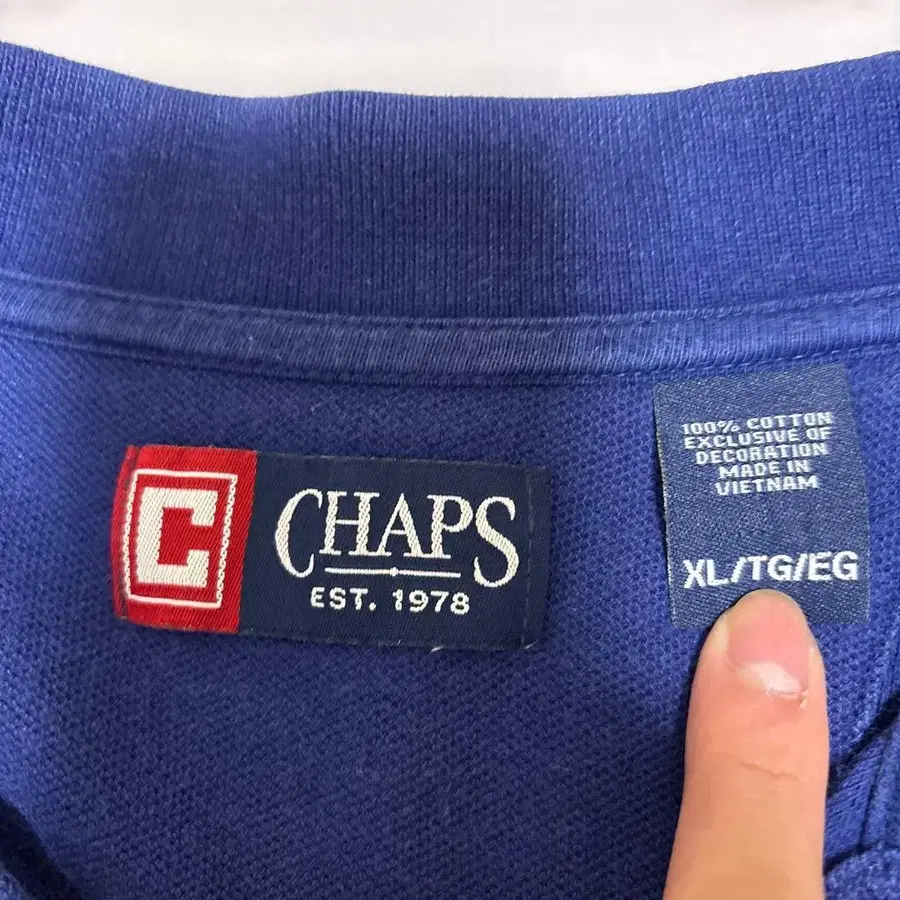 C
CHAPS
EST. 1978
100% COTTON
EXCLUSIVE OF
DECORATION
MADE IN
VIETNAM
XL/TG/EG